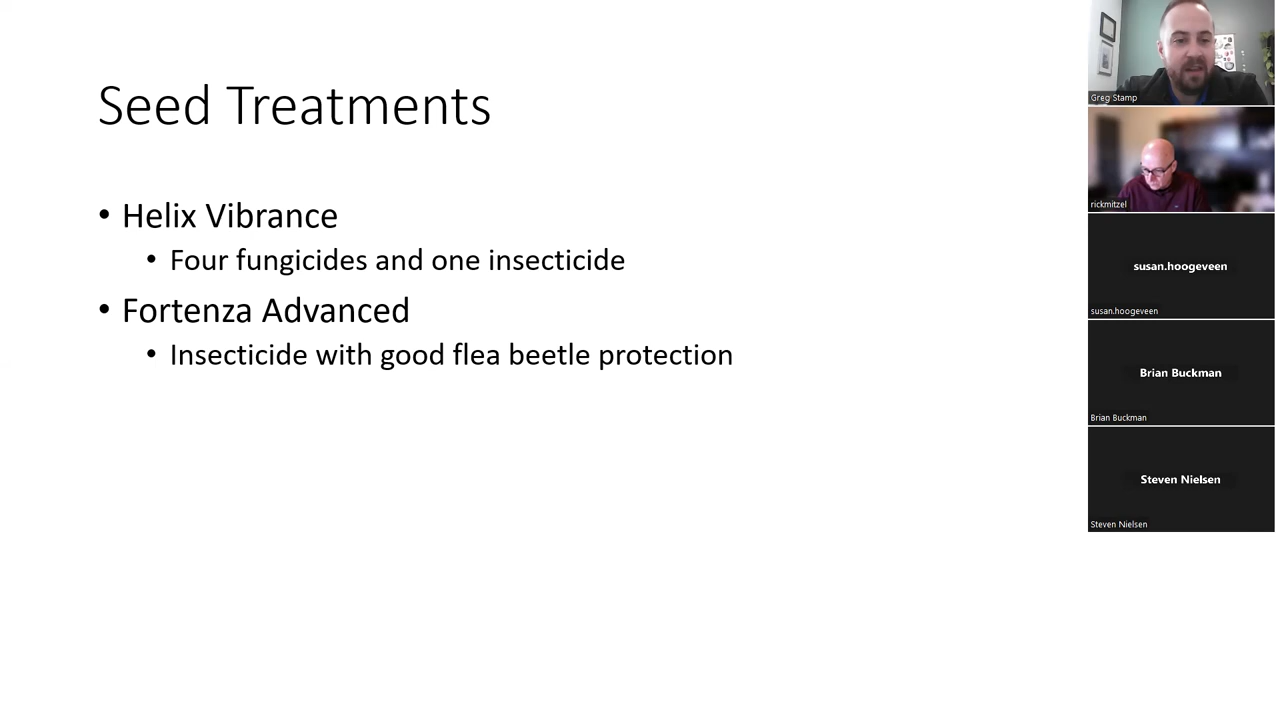 Seed Treatments
• Helix Vibrance
• Four fungicides and one insecticide
• Fortenza Advanced
• Insecticide with good flea beetle protection
Greg Stamp
rickmitzel
susan.hoogeveen
susan.hoogeveen
Brian Buckman
Brian Buckman
Steven Nielsen
Steven Nielsen